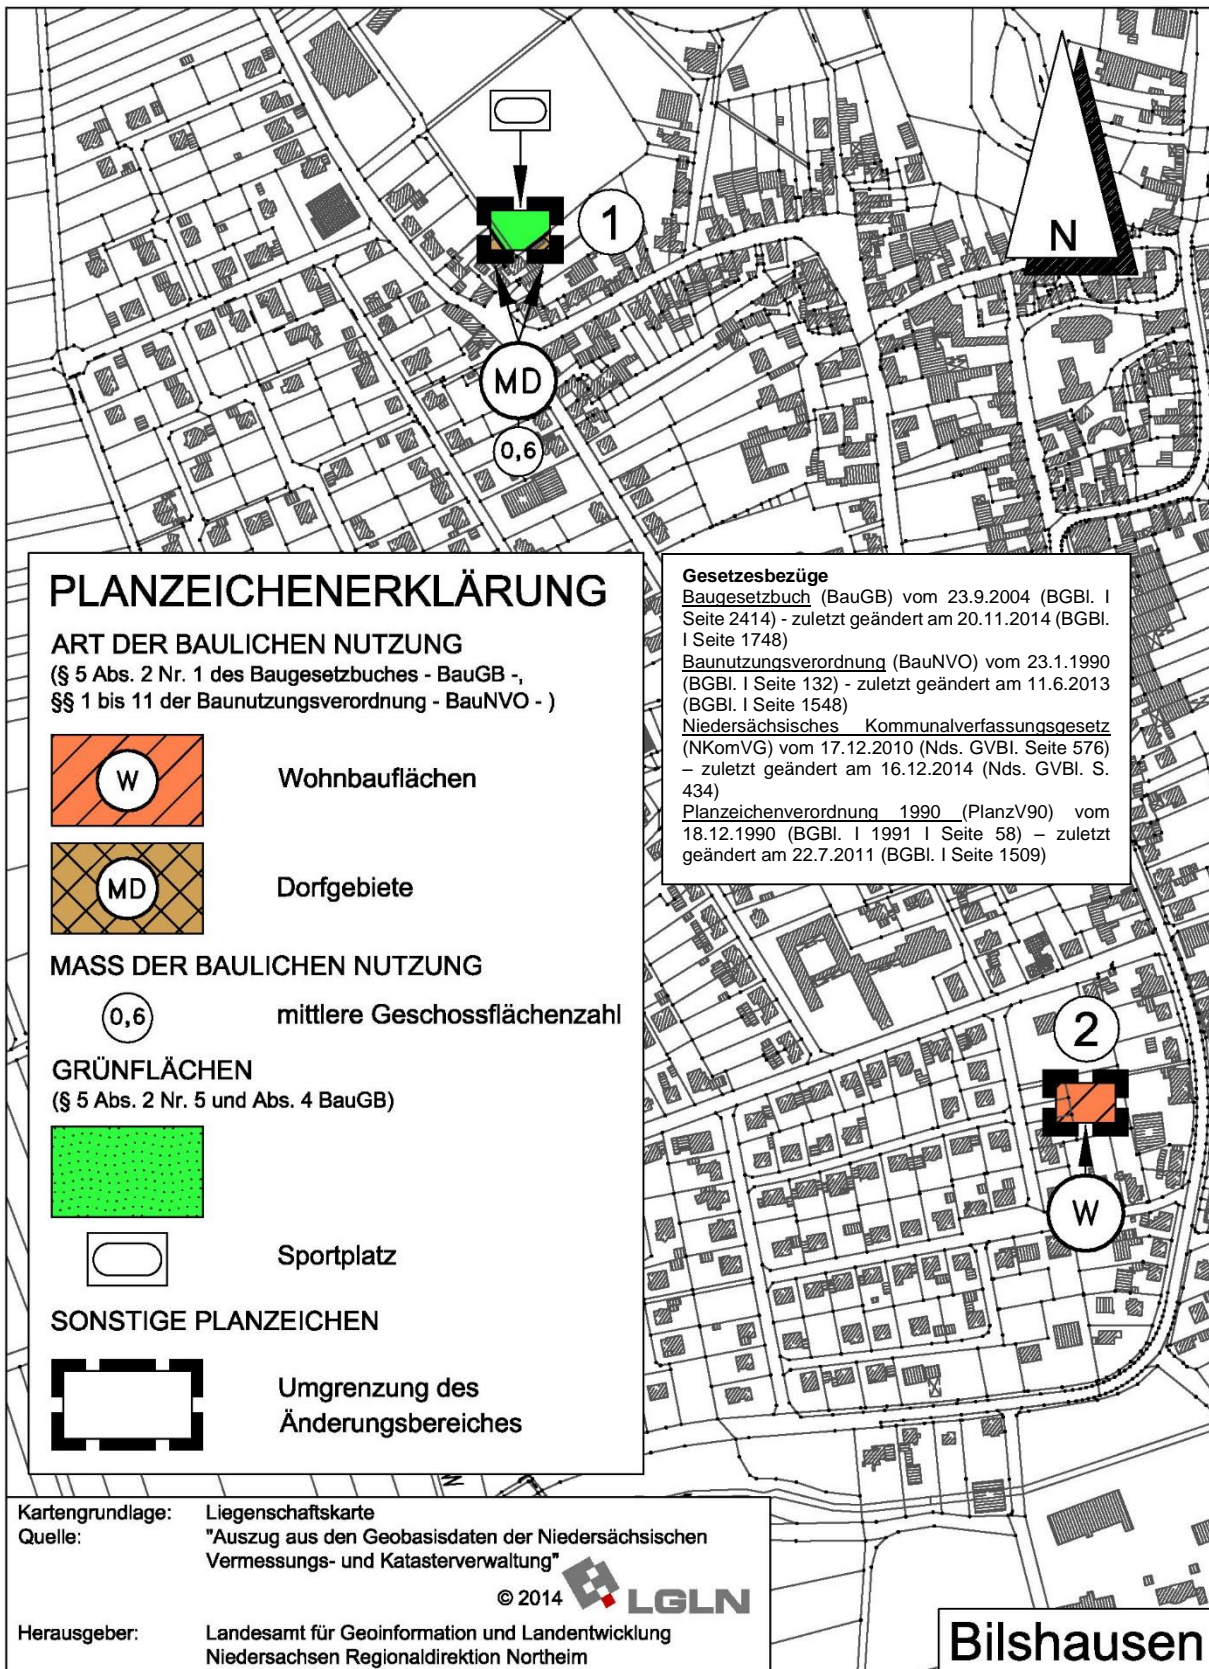 1
N
MD
0,6
PLANZEICHENERKLÄRUNG
ART DER BAULICHEN NUTZUNG
(§ 5 Abs. 2 Nr. 1 des Baugesetzbuches - BauGB -,
§§ 1 bis 11 der Baunutzungsverordnung - BauNVO - )
W
Wohnbauflächen
MD
Dorfgebiete
MASS DER BAULICHEN NUTZUNG
0,6
mittlere Geschossflächenzahl
GRÜNFLÄCHEN
(§ 5 Abs. 2 Nr. 5 und Abs. 4 BauGB)
Sportplatz
SONSTIGE PLANZEICHEN
Umgrenzung des
Änderungsbereiches
Gesetzesbezüge
Baugesetzbuch (BauGB) vom 23.9.2004 (BGBl. I
Seite 2414) - zuletzt geändert am 20.11.2014 (BGBl.
I Seite 1748)
Baunutzungsverordnung (BauNVO) vom 23.1.1990
(BGBl. I Seite 132) - zuletzt geändert am 11.6.2013
(BGBl. I Seite 1548)
Niedersächsisches Kommunalverfassungsgesetz
(NKomVG) vom 17.12.2010 (Nds. GVBl. Seite 576)
– zuletzt geändert am 16.12.2014 (Nds. GVBl. S.
434)
Planzeichenverordnung 1990 (PlanzV90) vom
18.12.1990 (BGBl. I 1991 I Seite 58) – zuletzt
geändert am 22.7.2011 (BGBl. I Seite 1509)
2
W
Kartengrundlage: Liegenschaftskarte
Quelle: "Auszug aus den Geobasisdaten der Niedersächsischen
Vermessungs- und Katasterverwaltung"
© 2014 LGLN
Herausgeber: Landesamt für Geoinformation und Landentwicklung
Niedersachsen Regionaldirektion Northeim
Bilshausen